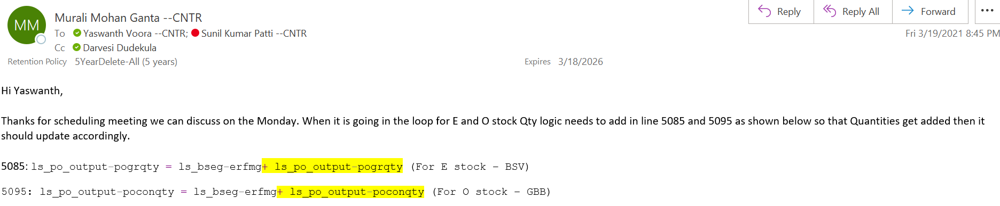 Reply
Reply All
Forward
MM
Murali Mohan Ganta --CNTR
To Yaswanth Voora --CNTR; Sunil Kumar Patti --CNTR
Fri 3/19/2021 8:45 PM
Cc Darvesi Dudekula
Retention Policy 5YearDelete-All (5 years)
Expires 3/18/2026
Hi Yaswanth,
Thanks for scheduling meeting we can discuss on the Monday. When it is going in the loop for E and O stock Qty logic needs to add in line 5085 and 5095 as shown below so that Quantities get added then it
should update accordingly.
5085: ls_po_output-pogrqty = ls_bseg-erfmg+ ls_po_output-pogrqty (For E stock – BSV)
5095: ls_po_output-poconqty = ls_bseg-erfmg+ ls_po_output-poconqty (For O stock – GBB)